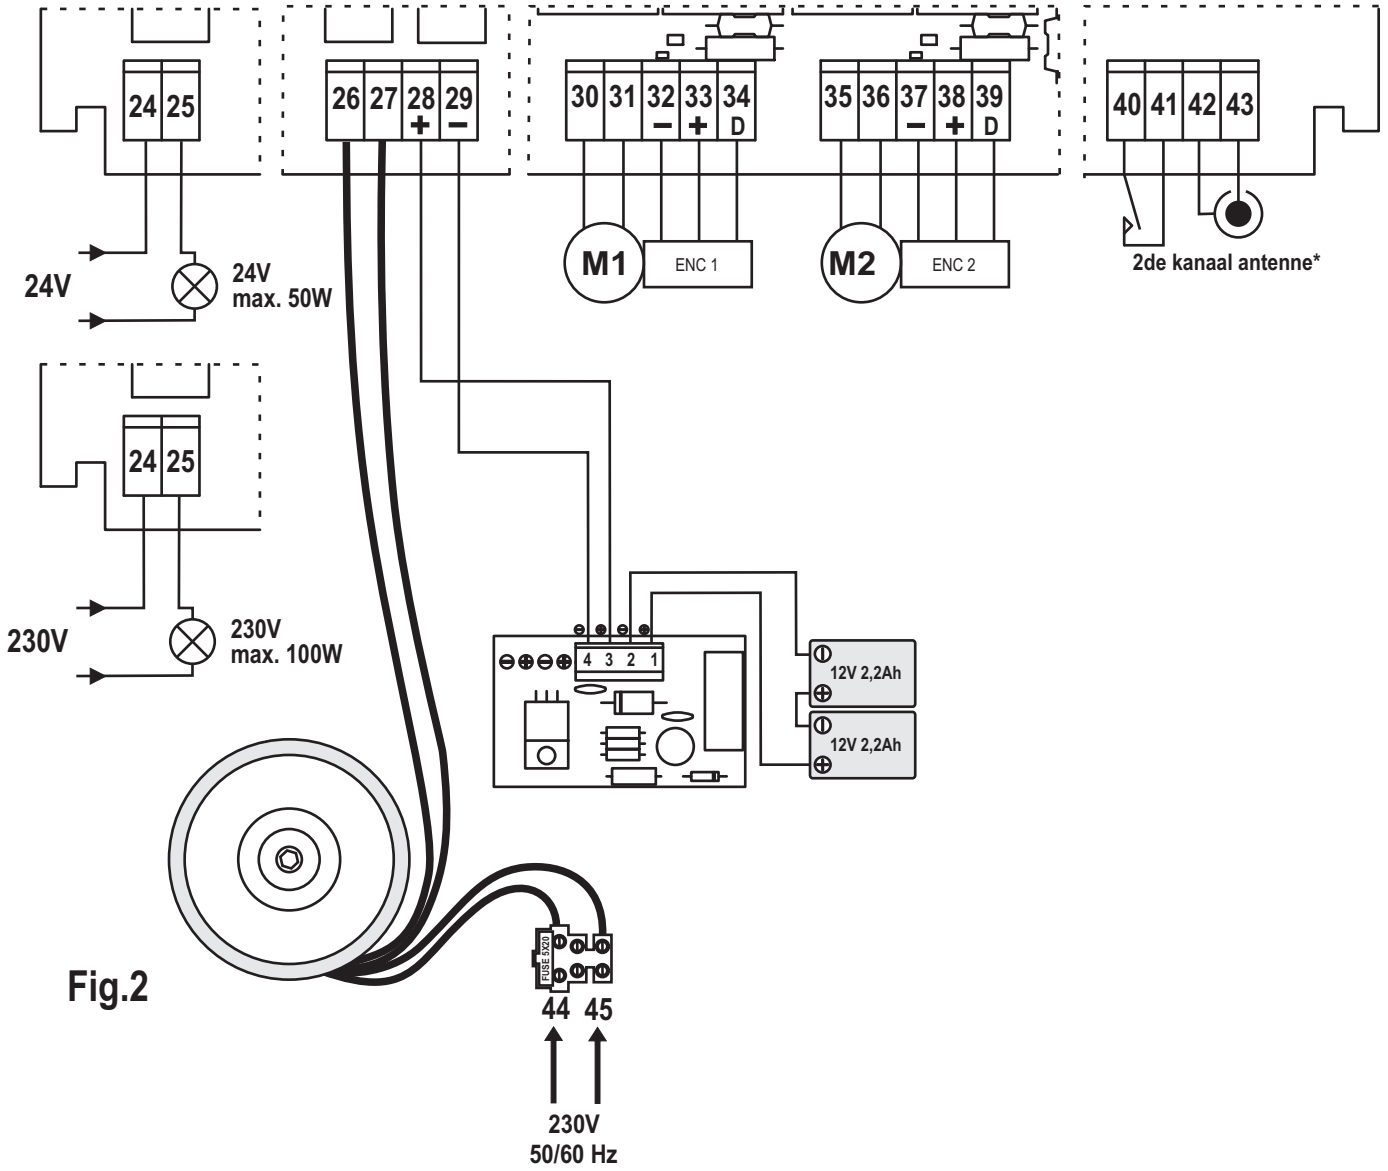 24 25
26 27 28 29
+ −
30 31 32 33 34
− + D
35 36 37 38 39
− + D
40 41 42 43
24V
24V
max. 50W
M1
ENC 1
M2
ENC 2
2de kanaal antenne*
24 25
230V
230V
max. 100W
4 3 2 1
12V 2,2Ah
12V 2,2Ah
FUSE 5X20
44 45
Fig.2
230V
50/60 Hz